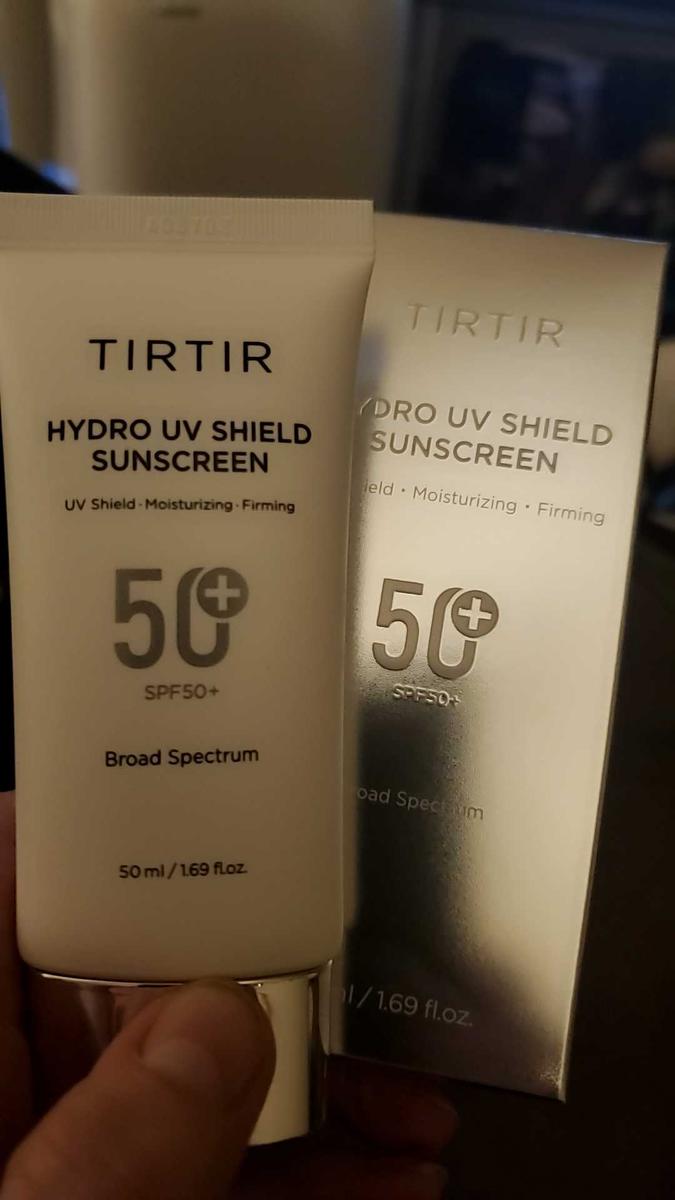 TIRTIR
HYDRO UV SHIELD
SUNSCREEN
UV Shield · Moisturizing · Firming
50+
SPF50+
Broad Spectrum
50 ml / 1.69 fl.oz.
TIRTIR
YDRO UV SHIELD
SUNSCREEN
ield · Moisturizing · Firming
50+
SPF50+
oad Spectrum
ml / 1.69 fl.oz.